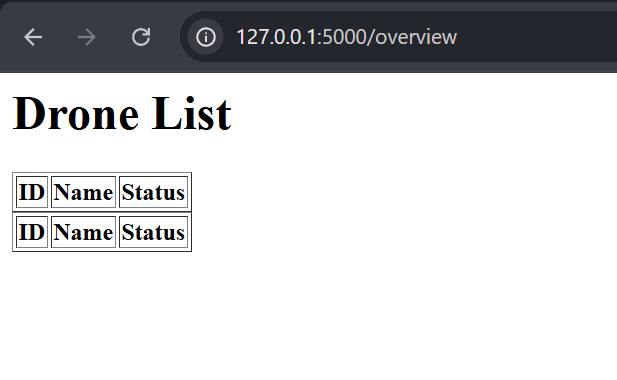 127.0.0.1:5000/overview
Drone List
ID Name Status
ID Name Status